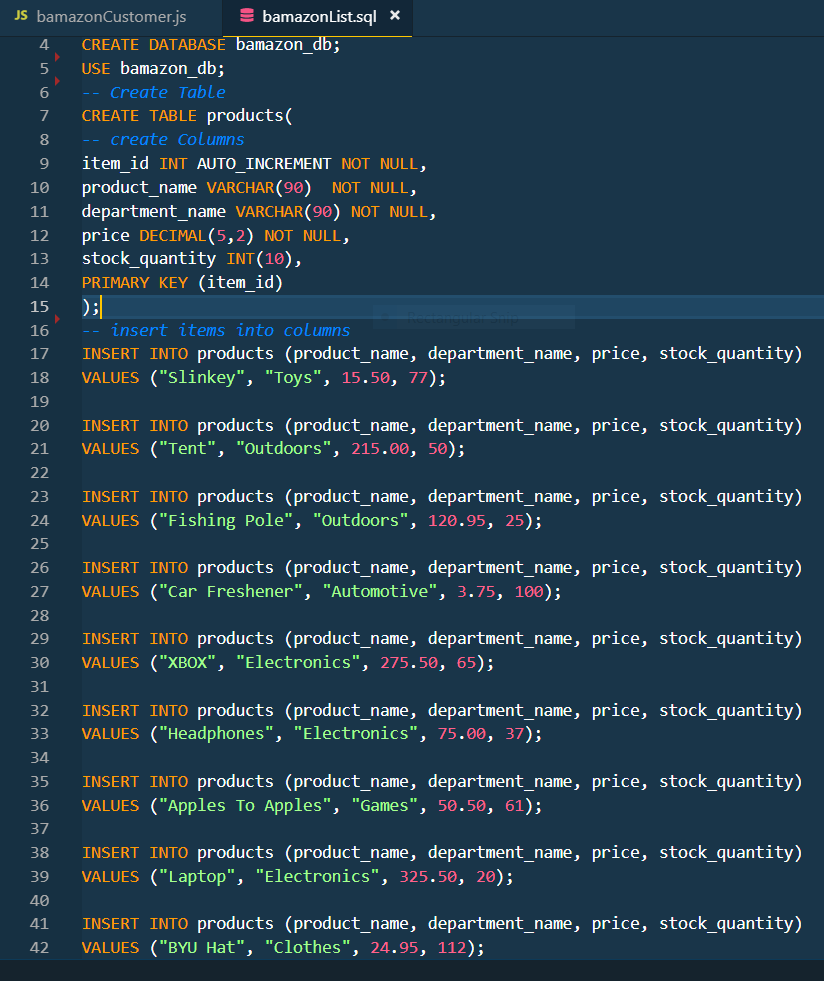 JS bamazonCustomer.js bamazonList.sql ×
4 CREATE DATABASE bamazon_db;
5 USE bamazon_db;
6 -- Create Table
7 CREATE TABLE products(
8 -- create Columns
9 item_id INT AUTO_INCREMENT NOT NULL,
10 product_name VARCHAR(90)  NOT NULL,
11 department_name VARCHAR(90) NOT NULL,
12 price DECIMAL(5,2) NOT NULL,
13 stock_quantity INT(10),
14 PRIMARY KEY (item_id)
15 );
Rectangular Snip
16 -- insert items into columns
17 INSERT INTO products (product_name, department_name, price, stock_quantity)
18 VALUES ("Slinkey", "Toys", 15.50, 77);
19
20 INSERT INTO products (product_name, department_name, price, stock_quantity)
21 VALUES ("Tent", "Outdoors", 215.00, 50);
22
23 INSERT INTO products (product_name, department_name, price, stock_quantity)
24 VALUES ("Fishing Pole", "Outdoors", 120.95, 25);
25
26 INSERT INTO products (product_name, department_name, price, stock_quantity)
27 VALUES ("Car Freshener", "Automotive", 3.75, 100);
28
29 INSERT INTO products (product_name, department_name, price, stock_quantity)
30 VALUES ("XBOX", "Electronics", 275.50, 65);
31
32 INSERT INTO products (product_name, department_name, price, stock_quantity)
33 VALUES ("Headphones", "Electronics", 75.00, 37);
34
35 INSERT INTO products (product_name, department_name, price, stock_quantity)
36 VALUES ("Apples To Apples", "Games", 50.50, 61);
37
38 INSERT INTO products (product_name, department_name, price, stock_quantity)
39 VALUES ("Laptop", "Electronics", 325.50, 20);
40
41 INSERT INTO products (product_name, department_name, price, stock_quantity)
42 VALUES ("BYU Hat", "Clothes", 24.95, 112);